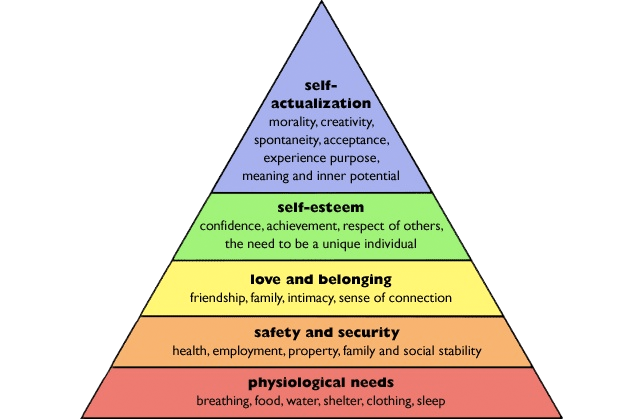 self-
actualization
morality, creativity,
spontaneity, acceptance,
experience purpose,
meaning and inner potential
self-esteem
confidence, achievement, respect of others,
the need to be a unique individual
love and belonging
friendship, family, intimacy, sense of connection
safety and security
health, employment, property, family and social stability
physiological needs
breathing, food, water, shelter, clothing, sleep